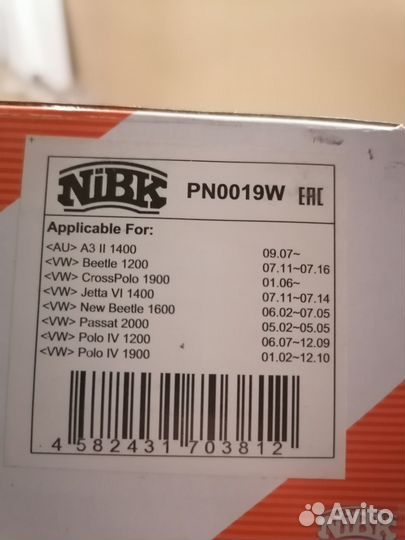 NiBK PN0019W EAC
Applicable For:
<AU> A3 II 1400 09.07~
<VW> Beetle 1200 07.11~07.16
<VW> CrossPolo 1900 01.06~
<VW> Jetta VI 1400 07.11~07.14
<VW> New Beetle 1600 06.02~07.05
<VW> Passat 2000 05.02~05.05
<VW> Polo IV 1200 06.07~12.09
<VW> Polo IV 1900 01.02~12.10
4 582431 703812
NiBK
Avito